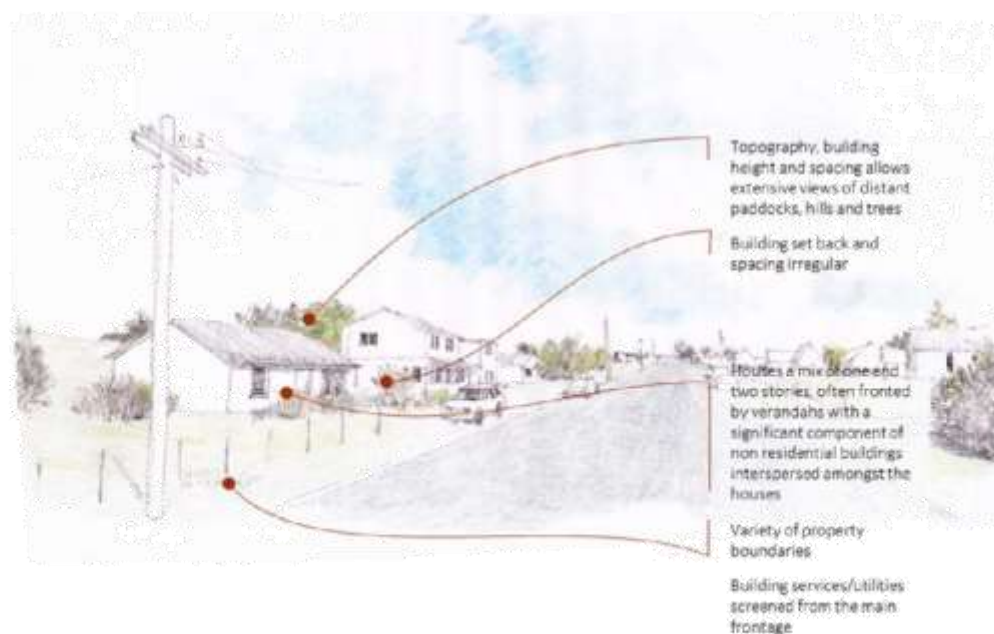 Topography, building
height and spacing allows
extensive views of distant
paddocks, hills and trees
Building set back and
spacing irregular
Houses a mix of one and
two stories, often fronted
by verandahs with a
significant component of
non residential buildings
interspersed amongst the
houses
Variety of property
boundaries
Building services/utilities
screened from the main
frontage